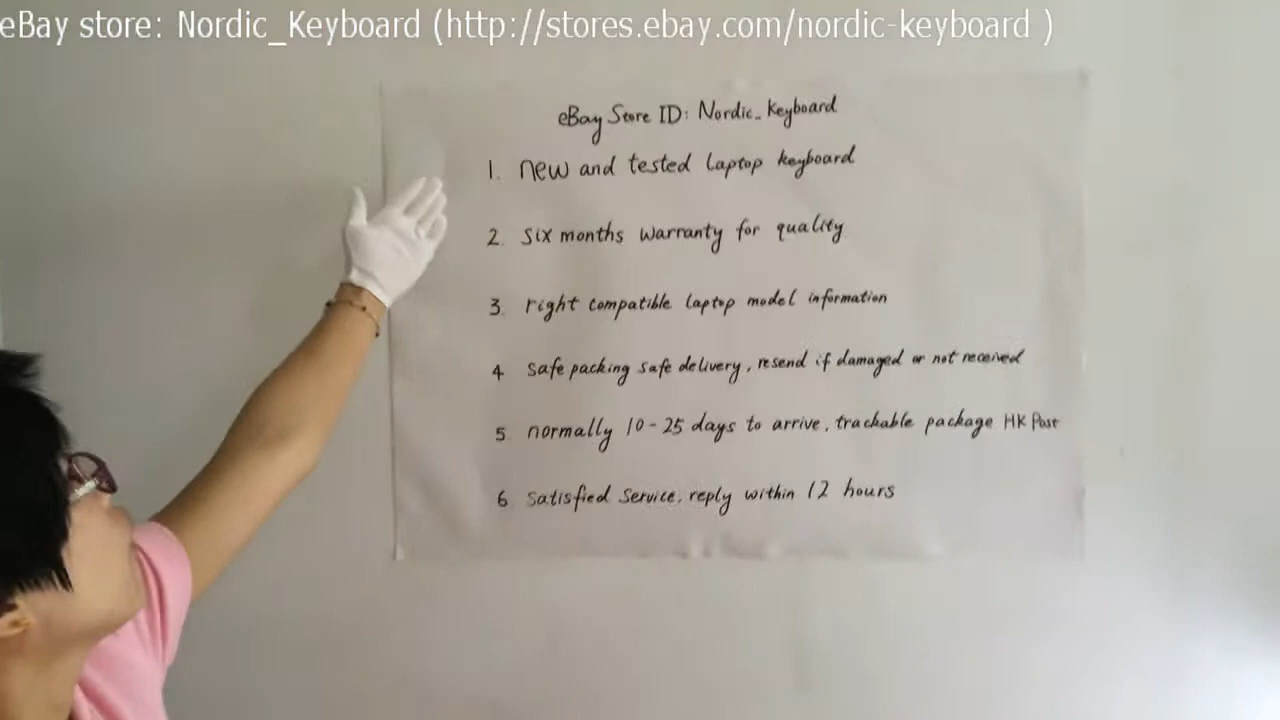 eBay store: Nordic_Keyboard (http://stores.ebay.com/nordic-keyboard )
eBay Store ID: Nordic_Keyboard
1. new and tested laptop keyboard
2. six months warranty for quality
3. right compatible laptop model information
4 safe packing safe delivery, resend if damaged or not received
5. normally 10-25 days to arrive, trackable package HK Post
6 satisfied service, reply within 12 hours